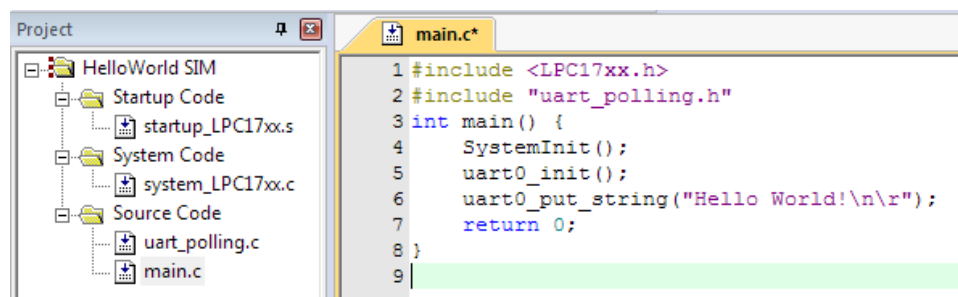 Project
HelloWorld SIM
Startup Code
startup_LPC17xx.s
System Code
system_LPC17xx.c
Source Code
uart_polling.c
main.c
main.c*
1 #include <LPC17xx.h>
2 #include "uart_polling.h"
3 int main() {
4     SystemInit();
5     uart0_init();
6     uart0_put_string("Hello World!\n\r");
7     return 0;
8 }
9